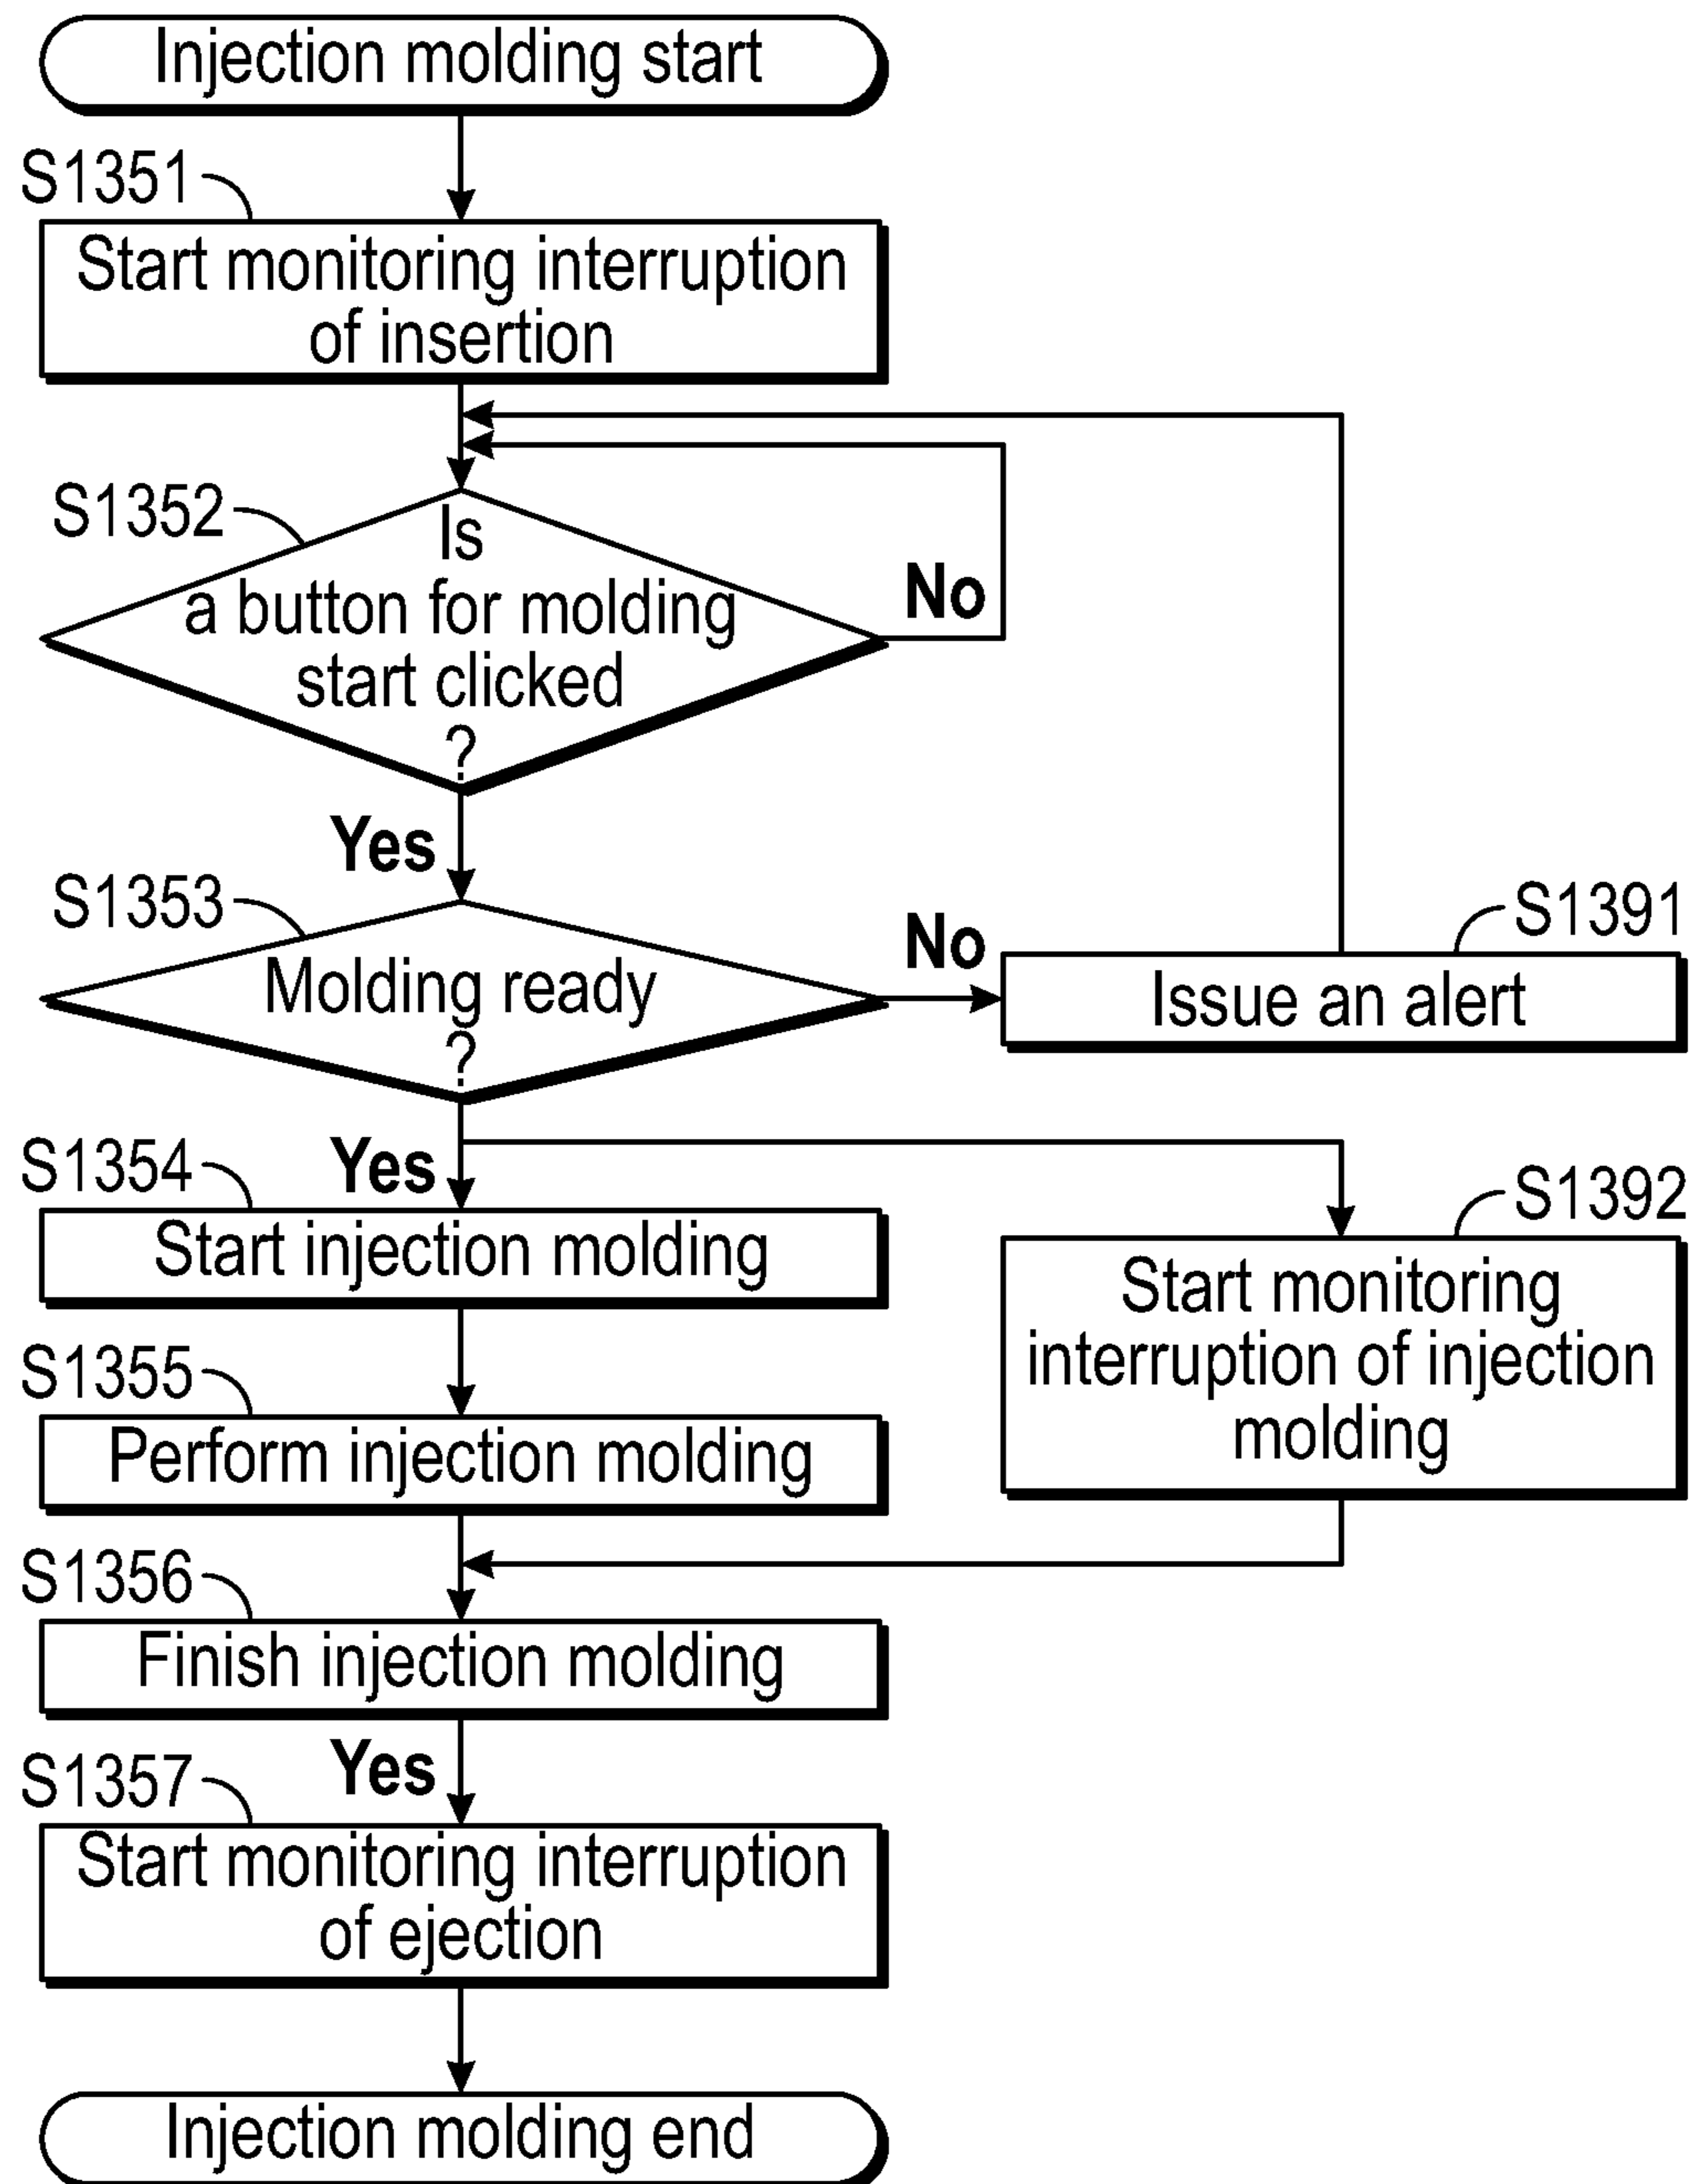 Injection molding start
S1351
Start monitoring interruption
of insertion
S1352
Is
a button for molding
start clicked
?
No
Yes
S1353
Molding ready
?
No
S1391
Issue an alert
Yes
S1354
Start injection molding
S1392
Start monitoring
interruption of injection
molding
S1355
Perform injection molding
S1356
Finish injection molding
Yes
S1357
Start monitoring interruption
of ejection
Injection molding end